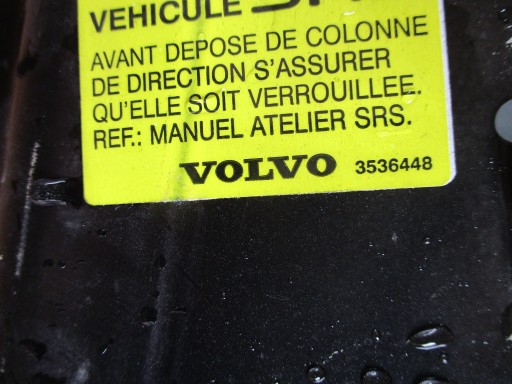 VEHICULE
AVANT DEPOSE DE COLONNE
DE DIRECTION S'ASSURER
QU'ELLE SOIT VERROUILLEE.
REF.: MANUEL ATELIER SRS.
VOLVO 3536448